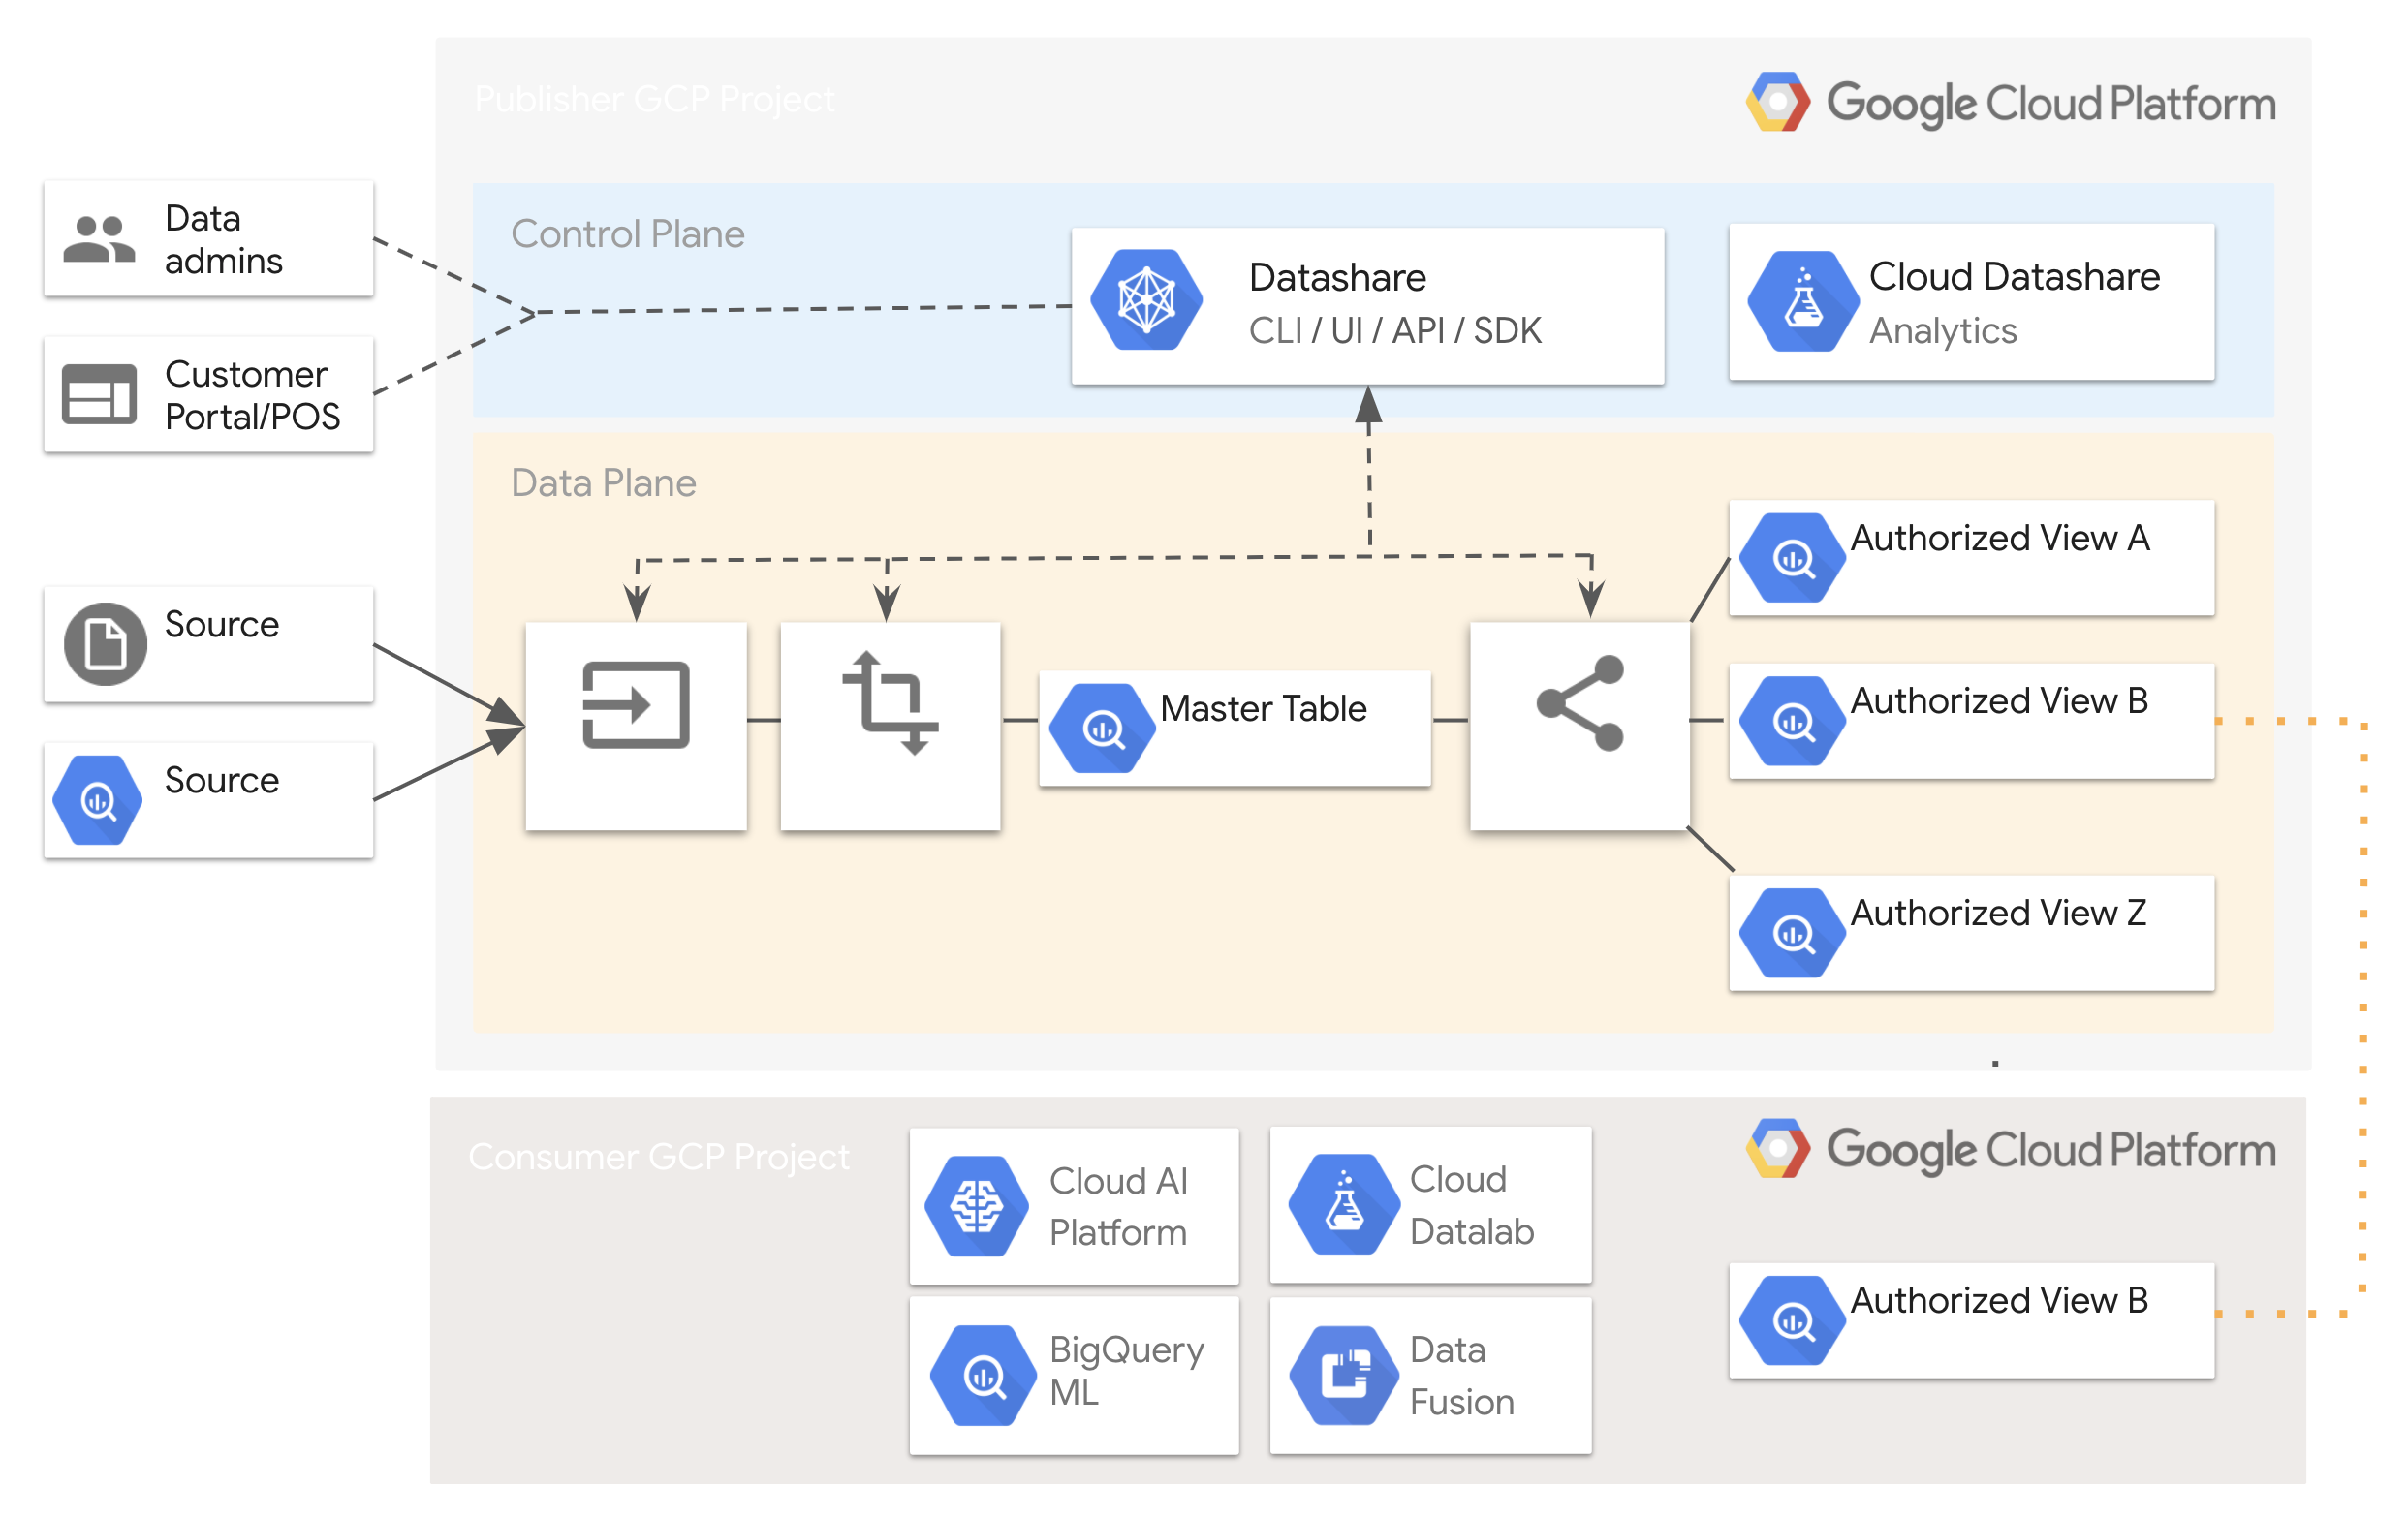 Publisher GCP Project
Google Cloud Platform
Data
admins
Customer
Portal/POS
Control Plane
Datashare
CLI / UI / API / SDK
Cloud Datashare
Analytics
Data Plane
Source
Source
Master Table
Authorized View A
Authorized View B
Authorized View Z
Consumer GCP Project
Cloud AI
Platform
Cloud
Datalab
BigQuery
ML
Data
Fusion
Google Cloud Platform
Authorized View B